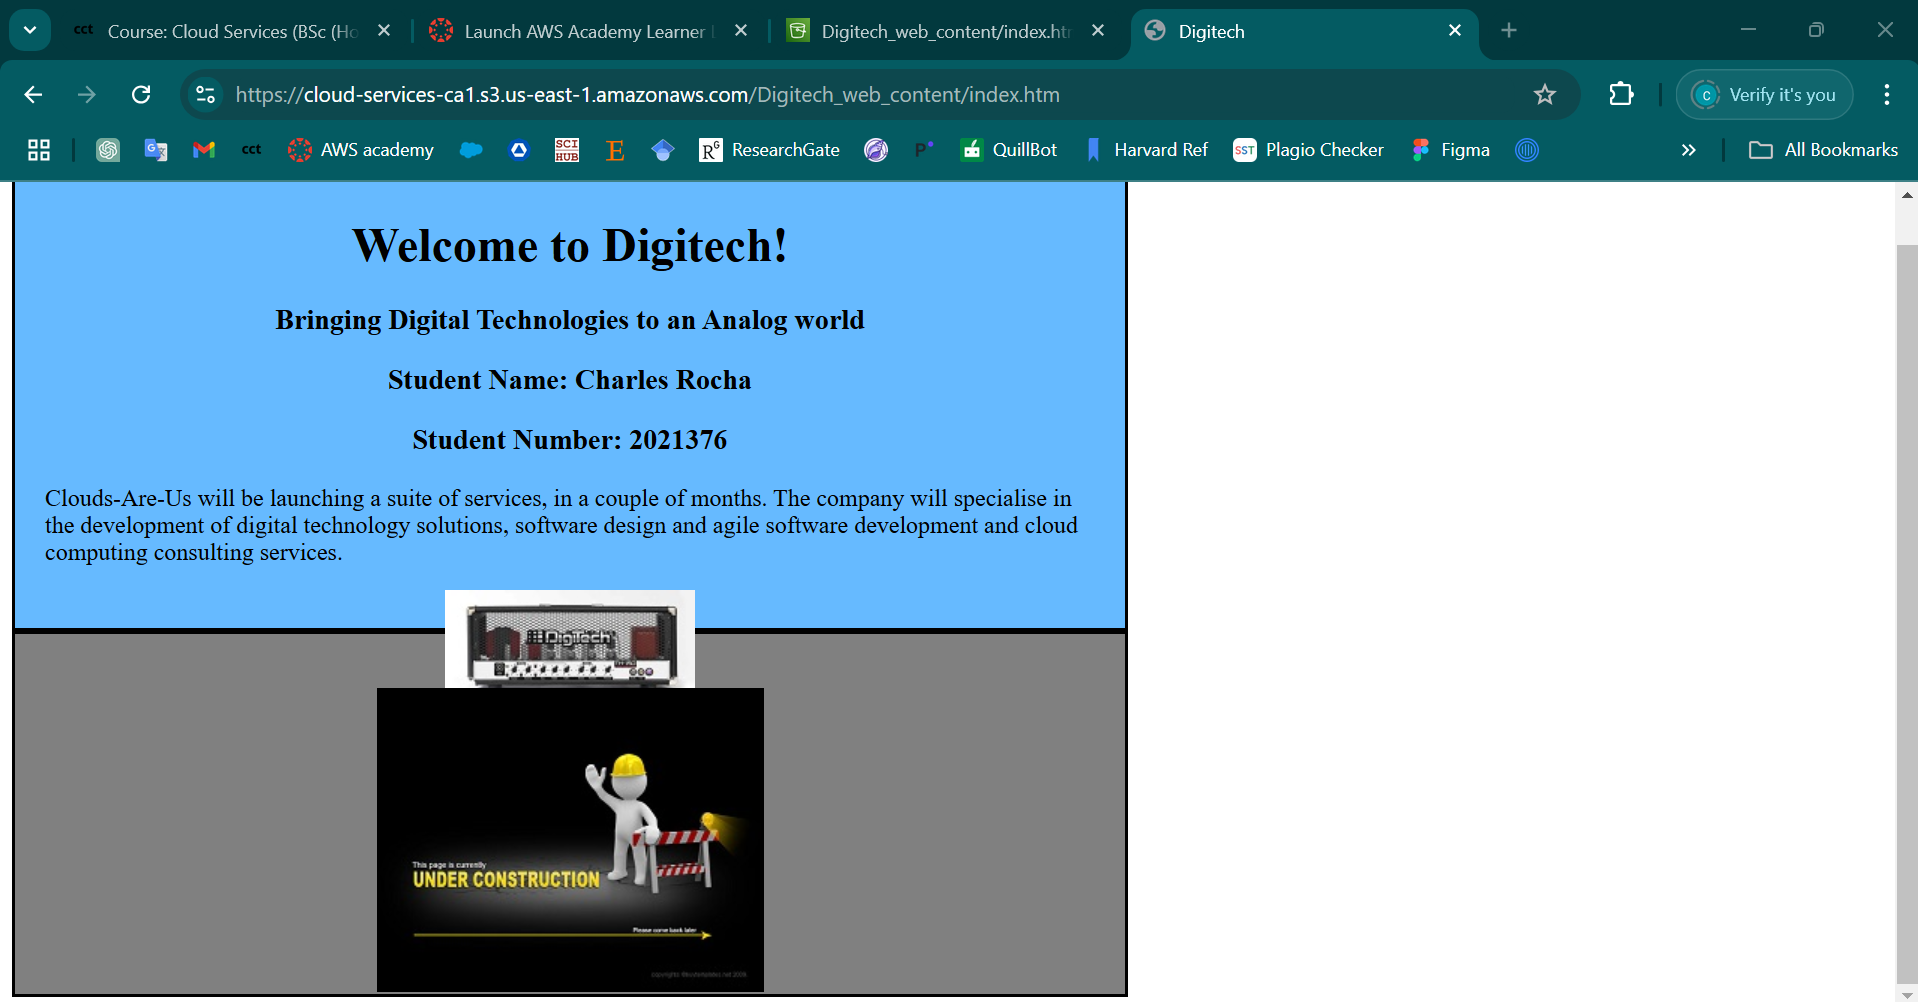 cct Course: Cloud Services (BSc (Ho
Launch AWS Academy Learner
Digitech_web_content/index.htm
Digitech
https://cloud-services-ca1.s3.us-east-1.amazonaws.com/Digitech_web_content/index.htm
C Verify it's you
cct
AWS academy
SCI HUB
E
RG ResearchGate
P
QuillBot
Harvard Ref
SST Plagio Checker
Figma
» All Bookmarks
Welcome to Digitech!
Bringing Digital Technologies to an Analog world
Student Name: Charles Rocha
Student Number: 2021376
Clouds-Are-Us will be launching a suite of services, in a couple of months. The company will specialise in
the development of digital technology solutions, software design and agile software development and cloud
computing consulting services.
DigiTech
This page is currently
UNDER CONSTRUCTION
Please come back later